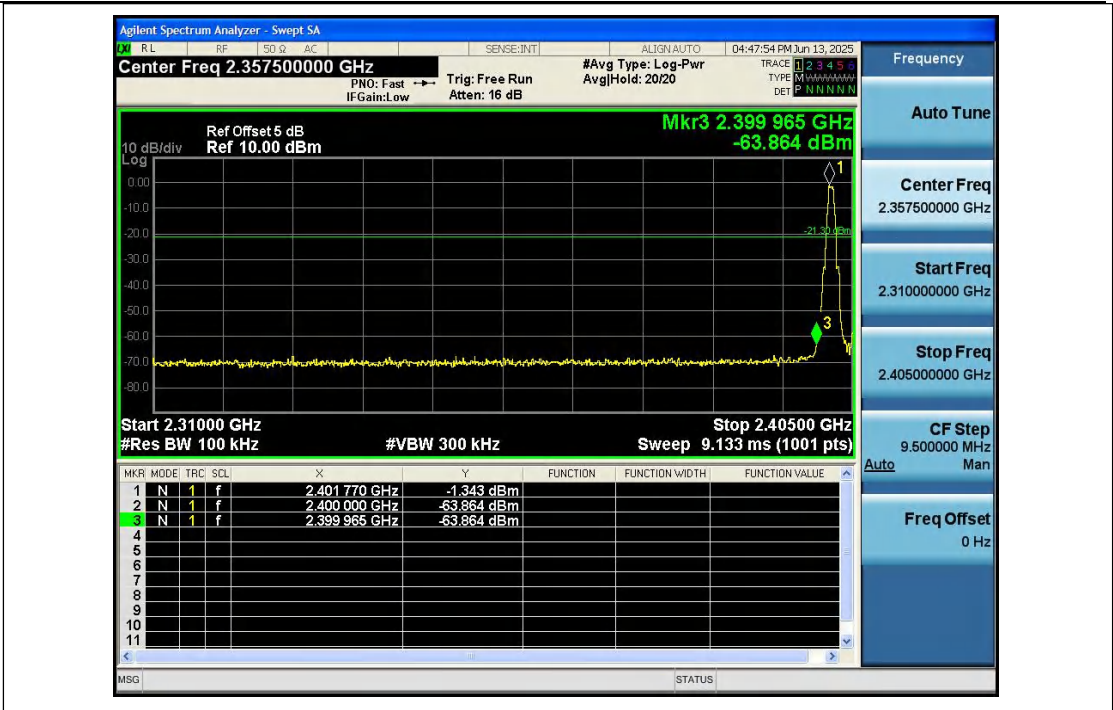 Agilent Spectrum Analyzer - Swept SA
LXI RL RF 50 Ω AC SENSE:INT ALIGN AUTO 04:47:54 PM Jun 13, 2025
Center Freq 2.357500000 GHz
PNO: Fast
IFGain:Low
Trig: Free Run
Atten: 16 dB
#Avg Type: Log-Pwr
Avg|Hold: 20/20
TRACE 1 2 3 4 5 6
TYPE M
DET P N N N N N
Mkr3 2.399 965 GHz
-63.864 dBm
Ref Offset 5 dB
10 dB/div Ref 10.00 dBm
Log
0.00
-10.0
-20.0
-30.0
-40.0
-50.0
-60.0
-70.0
-80.0
1
-21.30 dBm
3
Start 2.31000 GHz Stop 2.40500 GHz
#Res BW 100 kHz #VBW 300 kHz Sweep 9.133 ms (1001 pts)
MKR MODE TRC SCL X Y FUNCTION FUNCTION WIDTH FUNCTION VALUE
1 N 1 f 2.401 770 GHz -1.343 dBm
2 N 1 f 2.400 000 GHz -63.864 dBm
3 N 1 f 2.399 965 GHz -63.864 dBm
4
5
6
7
8
9
10
11
MSG STATUS
Frequency
Auto Tune
Center Freq
2.357500000 GHz
Start Freq
2.310000000 GHz
Stop Freq
2.405000000 GHz
CF Step
9.500000 MHz
Auto Man
Freq Offset
0 Hz